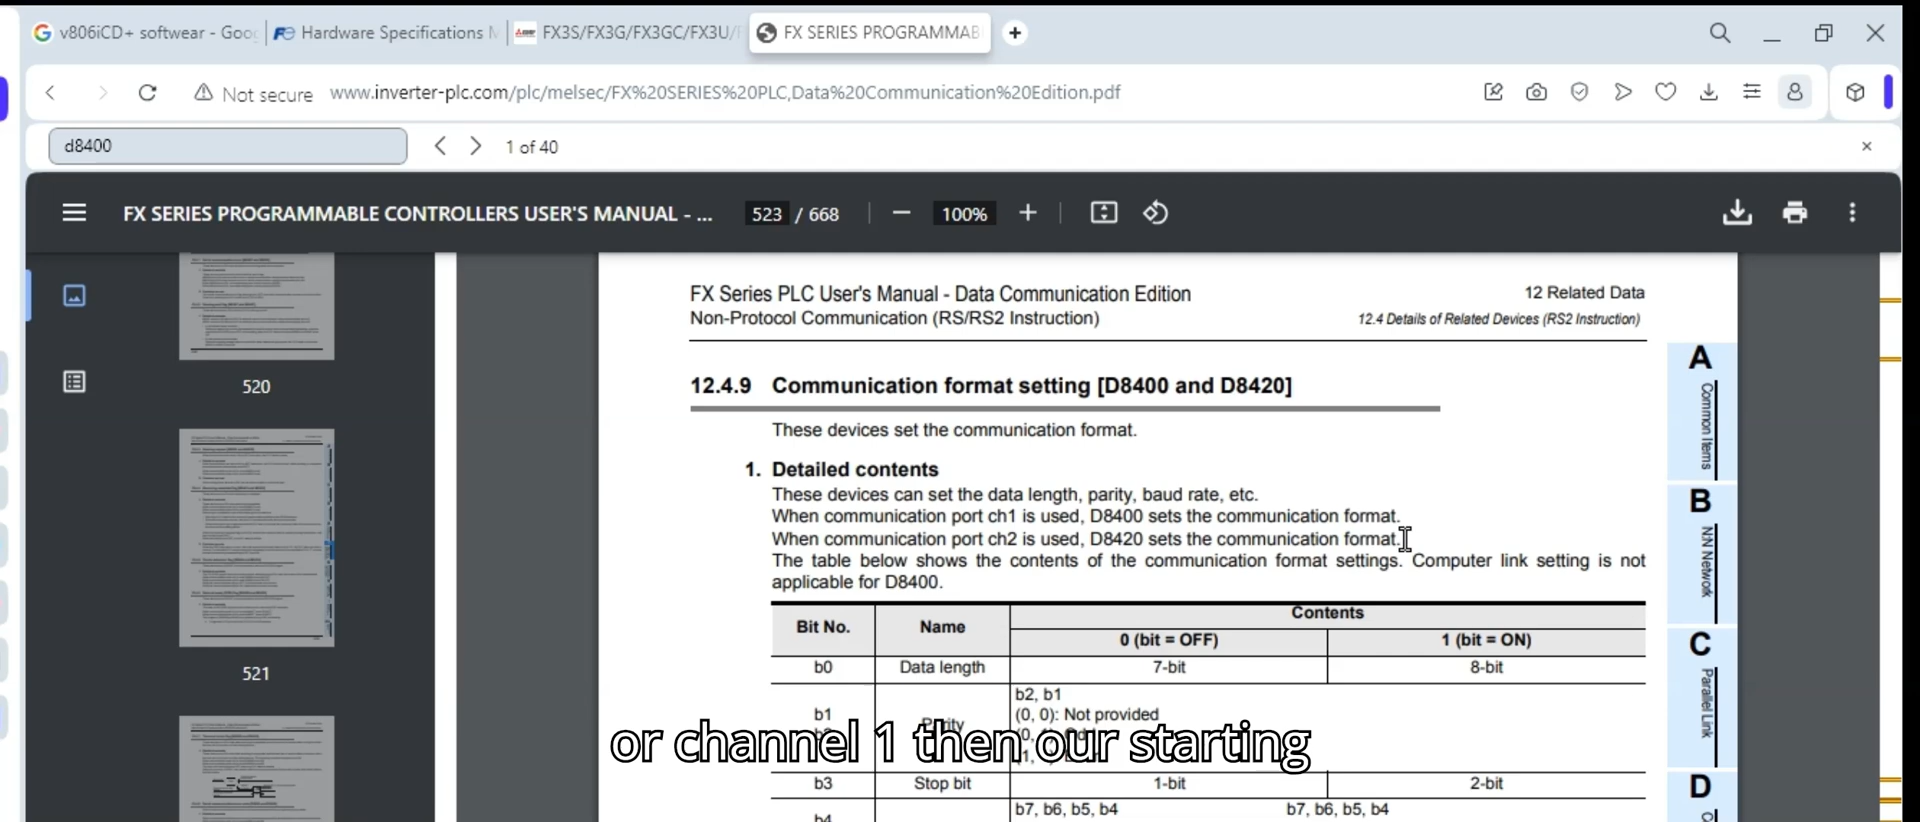 v806iCD+ softwear - Goog
Hardware Specifications M
FX3S/FX3G/FX3GC/FX3U/F
FX SERIES PROGRAMMAB
Not secure
www.inverter-plc.com/plc/melsec/FX%20SERIES%20PLC,Data%20Communication%20Edition.pdf
d8400
1 of 40
FX SERIES PROGRAMMABLE CONTROLLERS USER'S MANUAL - ...
523 / 668
100%
520
521
FX Series PLC User's Manual - Data Communication Edition
12 Related Data
Non-Protocol Communication (RS/RS2 Instruction)
12.4 Details of Related Devices (RS2 Instruction)
12.4.9 Communication format setting [D8400 and D8420]
These devices set the communication format.
1. Detailed contents
These devices can set the data length, parity, baud rate, etc.
When communication port ch1 is used, D8400 sets the communication format.
When communication port ch2 is used, D8420 sets the communication format.
The table below shows the contents of the communication format settings. Computer link setting is not
applicable for D8400.
Bit No.
Name
Contents
0 (bit = OFF)
1 (bit = ON)
b0
Data length
7-bit
8-bit
b1
Parity
b2, b1
(0, 0): Not provided
b3
Stop bit
1-bit
2-bit
b4
b7, b6, b5, b4
b7, b6, b5, b4
A
Common Items
B
N:N Network
C
Parallel Link
D
or channel 1 then our starting